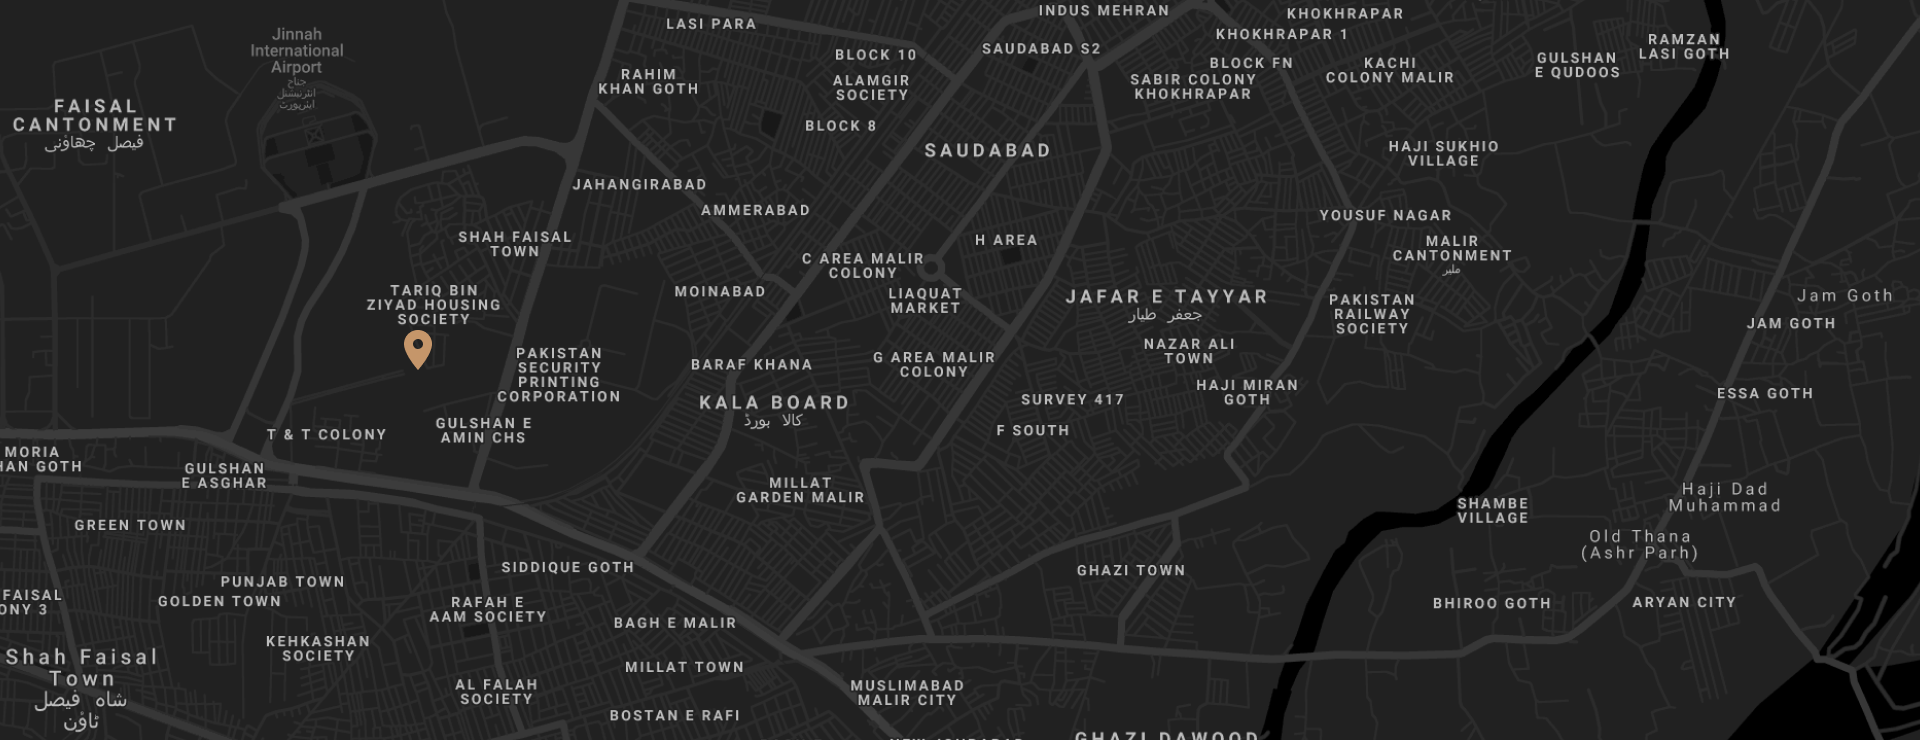 INDUS MEHRAN
KHOKHRAPAR
LASI PARA
KHOKHRAPAR 1
Jinnah
International
Airport
جناح
انٹرنیشنل
ایئرپورٹ
SAUDABAD S2
RAMZAN
LASI GOTH
BLOCK 10
BLOCK FN
KACHI
COLONY MALIR
GULSHAN
E QUDOOS
RAHIM
KHAN GOTH
ALAMGIR
SOCIETY
SABIR COLONY
KHOKHRAPAR
FAISAL
CANTONMENT
فیصل چھاؤنی
BLOCK 8
SAUDABAD
HAJI SUKHIO
VILLAGE
JAHANGIRABAD
AMMERABAD
YOUSUF NAGAR
SHAH FAISAL
TOWN
H AREA
MALIR
CANTONMENT
ملیر
C AREA MALIR
COLONY
TARIQ BIN
ZIYAD HOUSING
SOCIETY
MOINABAD
LIAQUAT
MARKET
JAFAR E TAYYAR
جعفر طیار
PAKISTAN
RAILWAY
SOCIETY
Jam Goth
JAM GOTH
NAZAR ALI
TOWN
PAKISTAN
SECURITY
PRINTING
CORPORATION
BARAF KHANA
G AREA MALIR
COLONY
HAJI MIRAN
GOTH
ESSA GOTH
KALA BOARD
کالا بورڈ
SURVEY 417
GULSHAN E
AMIN CHS
F SOUTH
T & T COLONY
MORIA
HAN GOTH
GULSHAN
E ASGHAR
MILLAT
GARDEN MALIR
Haji Dad
Muhammad
SHAMBE
VILLAGE
GREEN TOWN
Old Thana
(Ashr Parh)
SIDDIQUE GOTH
GHAZI TOWN
PUNJAB TOWN
FAISAL
ONY 3
GOLDEN TOWN
RAFAH E
AAM SOCIETY
BHIROO GOTH
ARYAN CITY
BAGH E MALIR
KEHKASHAN
SOCIETY
Shah Faisal
Town
شاہ فیصل
ٹاؤن
MILLAT TOWN
AL FALAH
SOCIETY
MUSLIMABAD
MALIR CITY
BOSTAN E RAFI
GHAZI DAWOOD